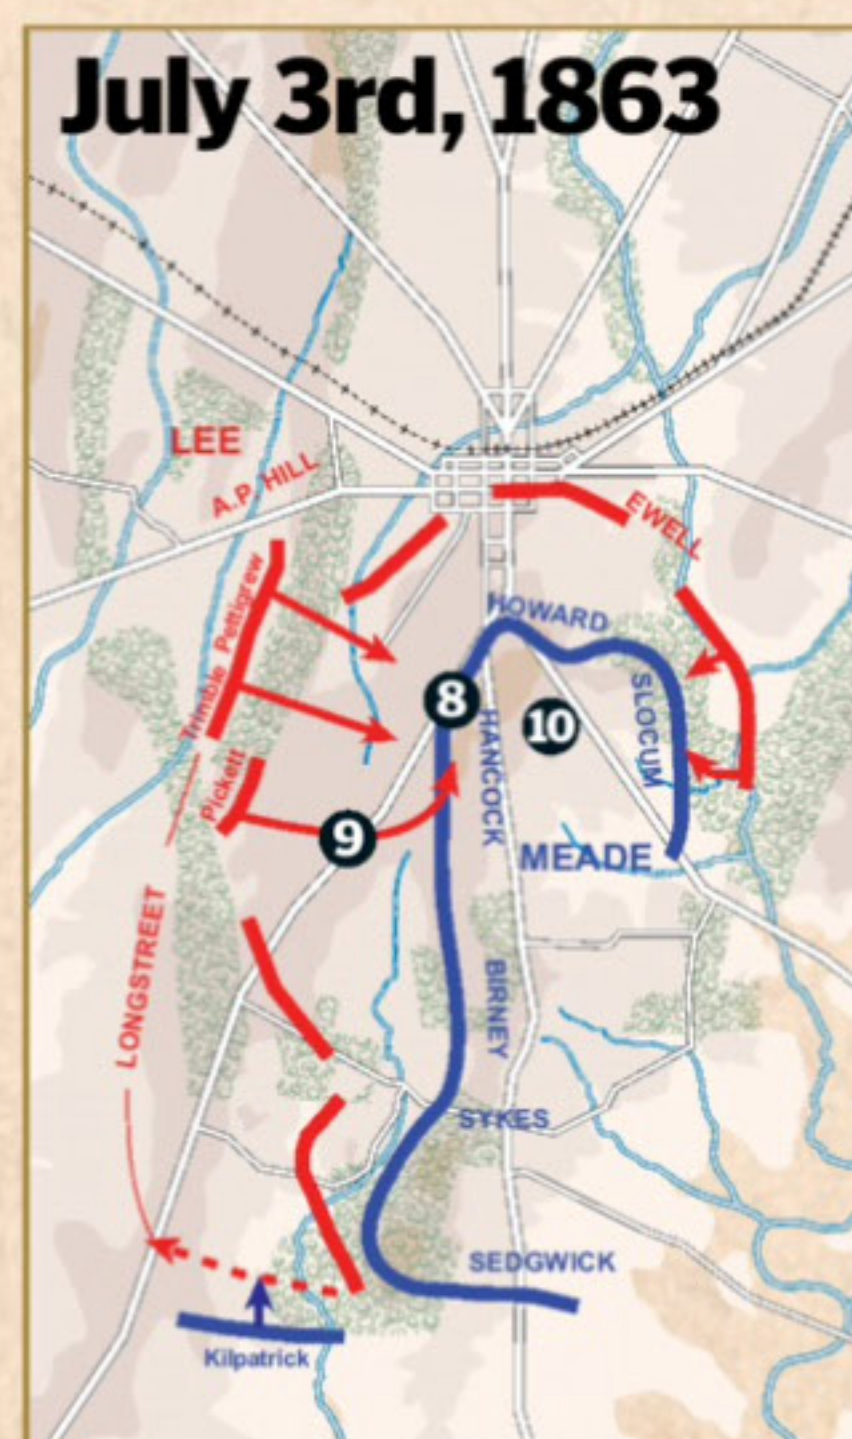 July 3rd, 1863
LEE
A.P. HILL
EWELL
Pettigrew
Trimble
HOWARD
8
10
SLOCUM
HANCOCK
Pickett
9
MEADE
LONGSTREET
BIRNEY
SYKES
SEDGWICK
Kilpatrick